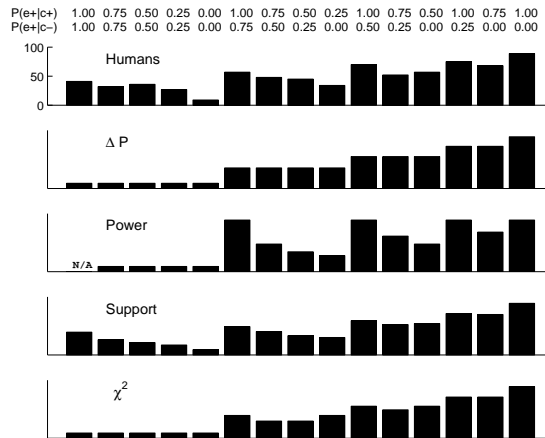 P(e+|c+) 1.00 0.75 0.50 0.25 0.00 1.00 0.75 0.50 0.25 1.00 0.75 0.50 1.00 0.75 1.00
P(e+|c−) 1.00 0.75 0.50 0.25 0.00 0.75 0.50 0.25 0.00 0.50 0.25 0.00 0.25 0.00 0.00
100
Humans
50
0
Δ P
Power
N/A
Support
χ²